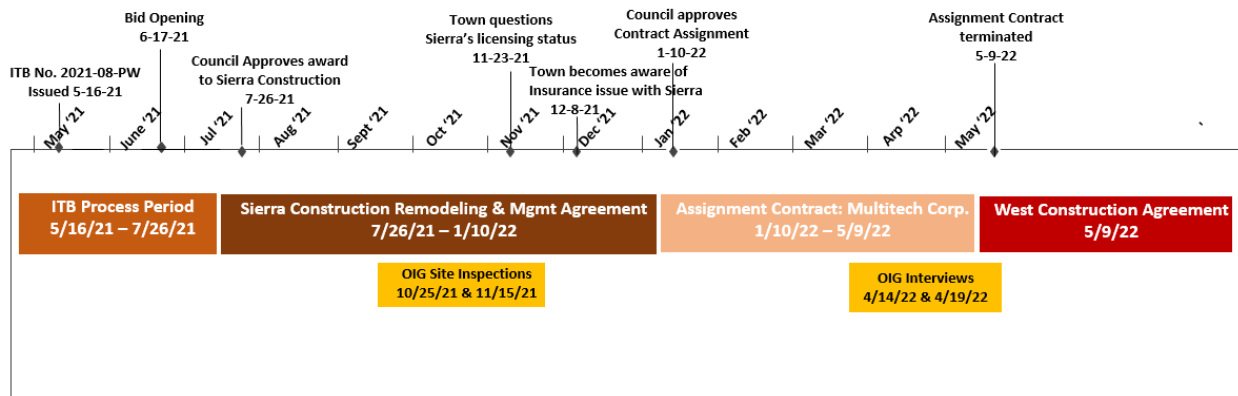 Bid Opening
6-17-21
ITB No. 2021-08-PW
Issued 5-16-21
Council Approves award
to Sierra Construction
7-26-21
Town questions
Sierra's licensing status
11-23-21
Town becomes aware of
Insurance issue with Sierra
12-8-21
Council approves
Contract Assignment
1-10-22
Assignment Contract
terminated
5-9-22
May '21
June '21
Jul '21
Aug '21
Sept '21
Oct '21
Nov '21
Dec '21
Jan '22
Feb '22
Mar '22
Arp '22
May '22
ITB Process Period
5/16/21 – 7/26/21
Sierra Construction Remodeling & Mgmt Agreement
7/26/21 – 1/10/22
Assignment Contract: Multitech Corp.
1/10/22 – 5/9/22
West Construction Agreement
5/9/22
OIG Site Inspections
10/25/21 & 11/15/21
OIG Interviews
4/14/22 & 4/19/22